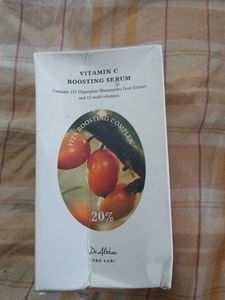 VITAMIN C
BOOSTING SERUM
Contains 15% Hippophae Rhamnoides Fruit Extract
and 12 multi-vitamins.
VITA BOOSTING COMPLEX
20%
Dr.Althea
PRO LAB